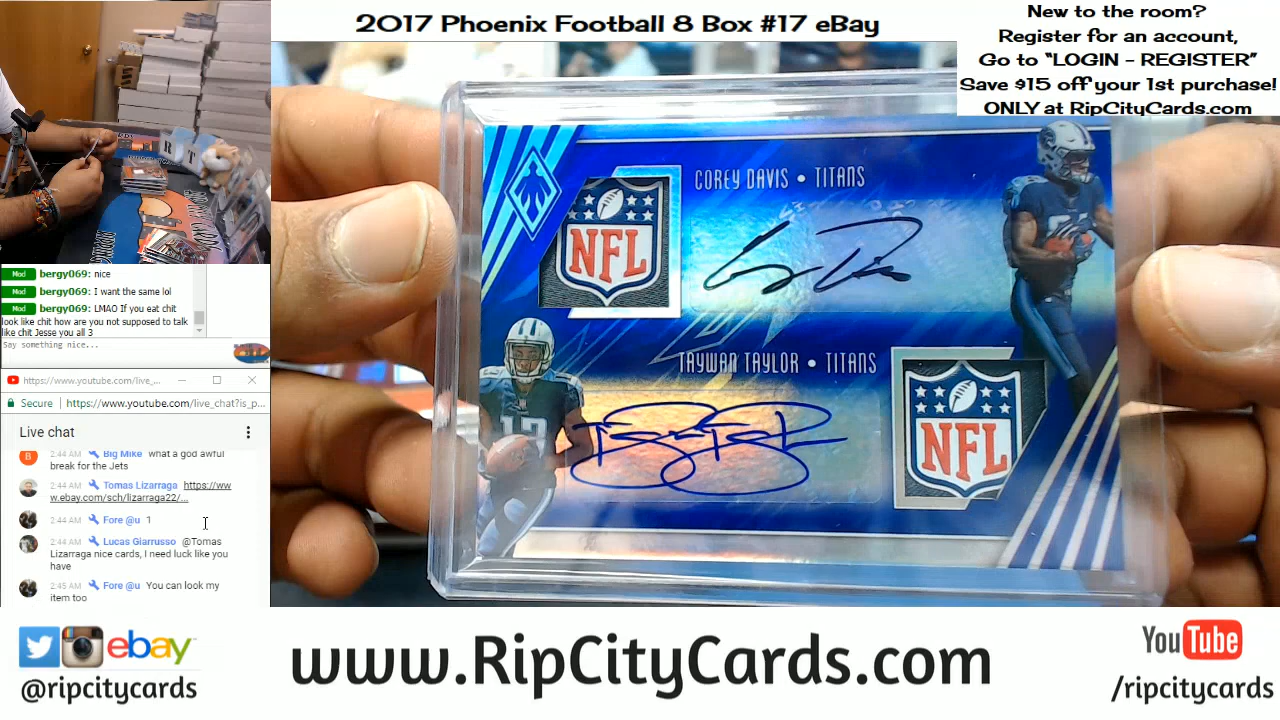 2017 Phoenix Football 8 Box #17 eBay
New to the room?
Register for an account,
Go to “LOGIN - REGISTER”
Save $15 off your 1st purchase!
ONLY at RipCityCards.com
COREY DAVIS • TITANS
NFL
TAYWAN TAYLOR • TITANS
NFL
R T
Mod bergy069: nice
Mod bergy069: I want the same lol
Mod bergy069: LMAO If you eat chit
look like chit how are you not supposed to talk
like chit Jesse you all 3
Say something nice...
https://www.youtube.com/live_...
Secure https://www.youtube.com/live_chat?is_p...
Live chat
B 2:44 AM Big Mike what a god awful
break for the Jets
2:44 AM Tomas Lizarraga https://ww
w.ebay.com/sch/lizarraga22/...
2:44 AM Fore @u 1
2:44 AM Lucas Giarrusso @Tomas
Lizarraga nice cards, I need luck like you
have
2:45 AM Fore @u You can look my
item too
ebay
@ripcitycards
www.RipCityCards.com
YouTube
/ripcitycards